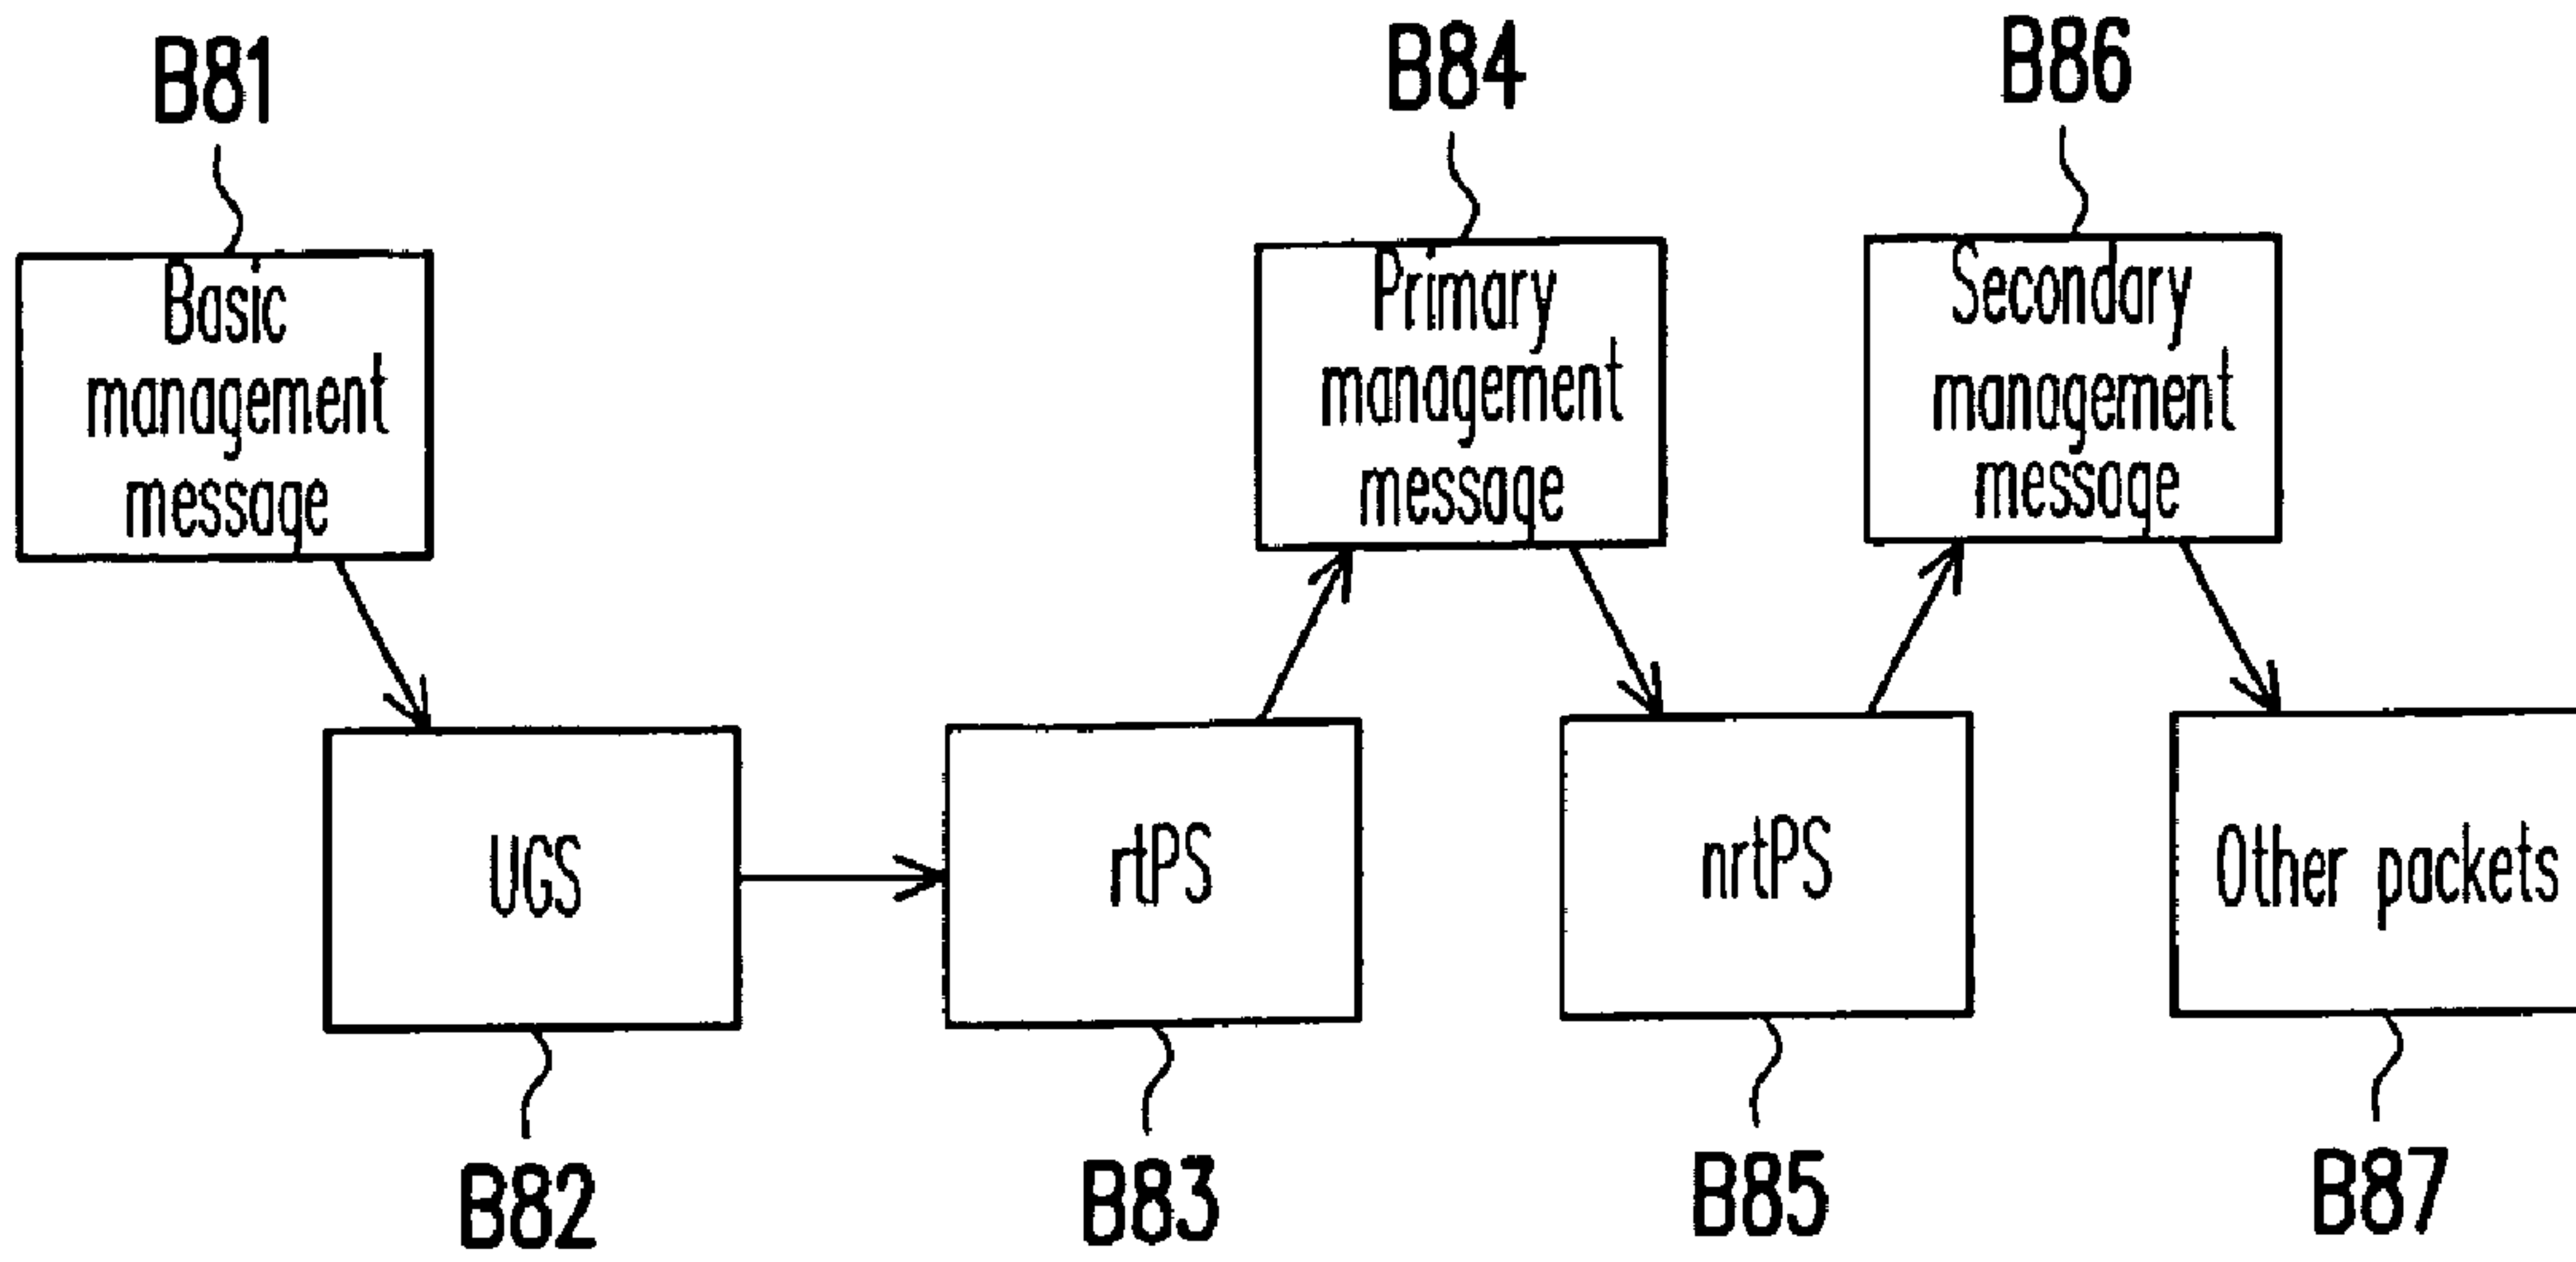 B81
B84
B86
Basic
management
message
Primary
management
message
Secondary
management
message
UGS
rtPS
nrtPS
Other packets
B82
B83
B85
B87